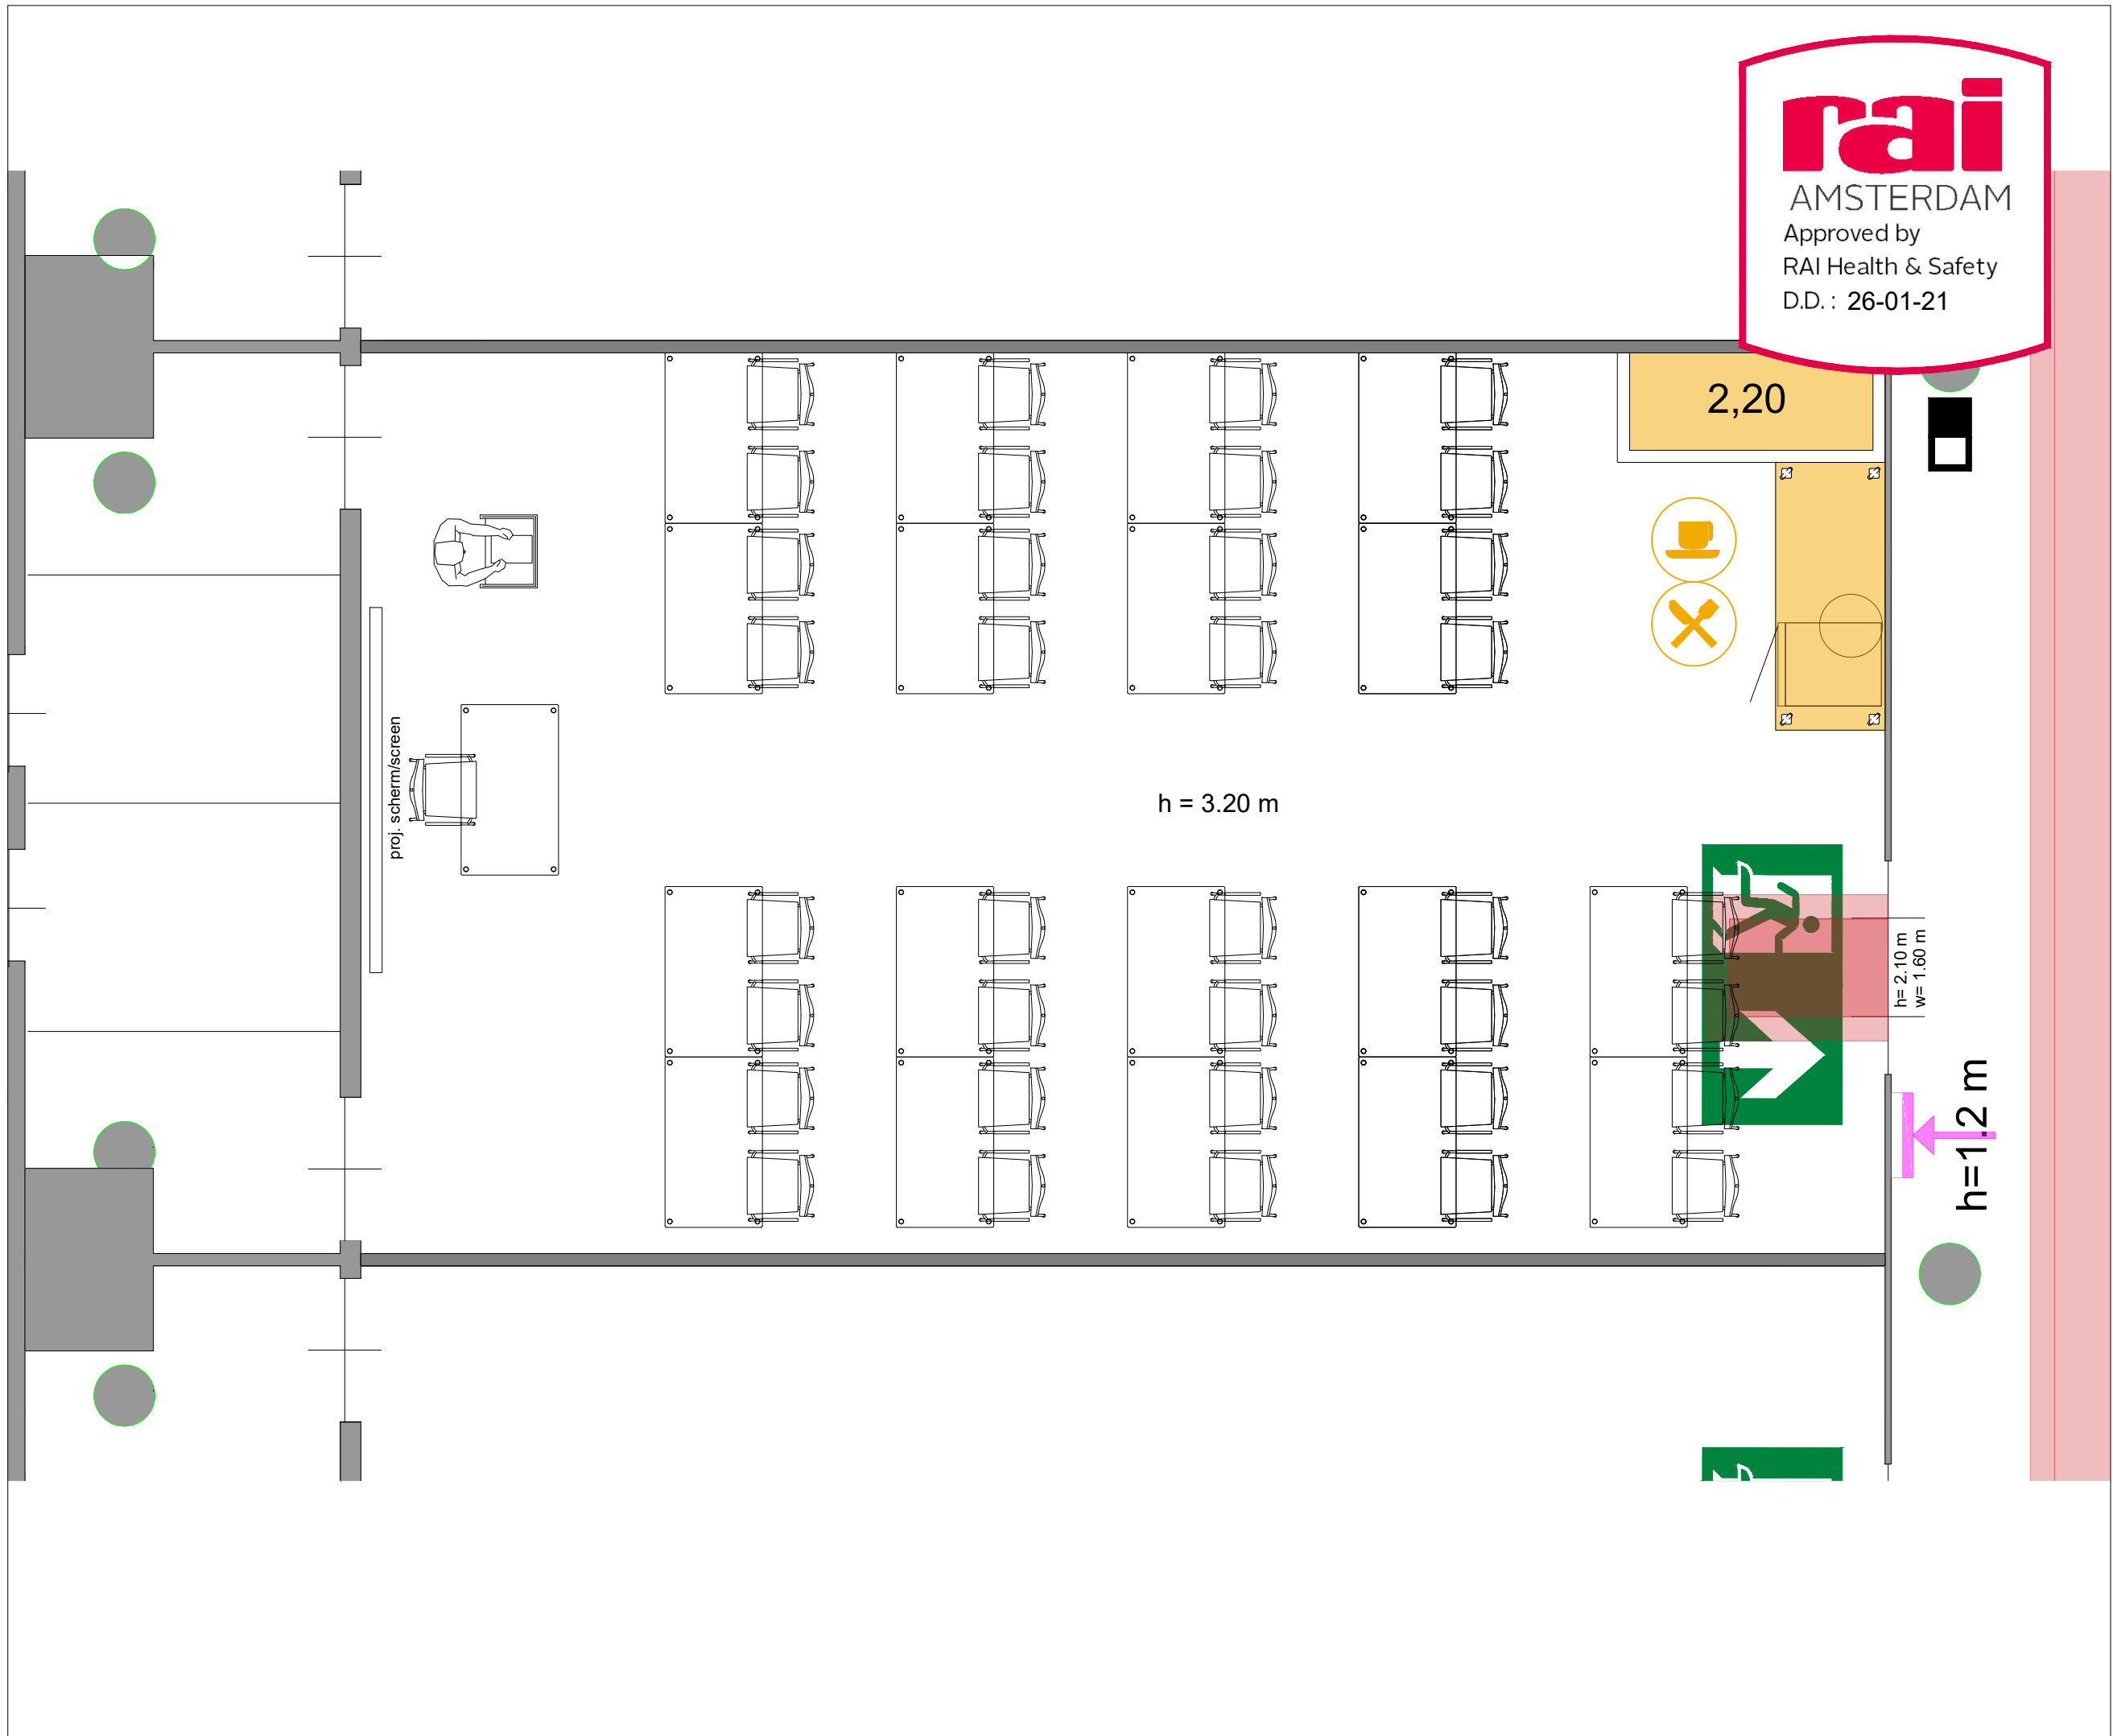 rai
AMSTERDAM
Approved by
RAI Health & Safety
D.D. : 26-01-21
2,20
proj. scherm/screen
h = 3.20 m
h= 2.10 m
w= 1.60 m
h=1.2 m